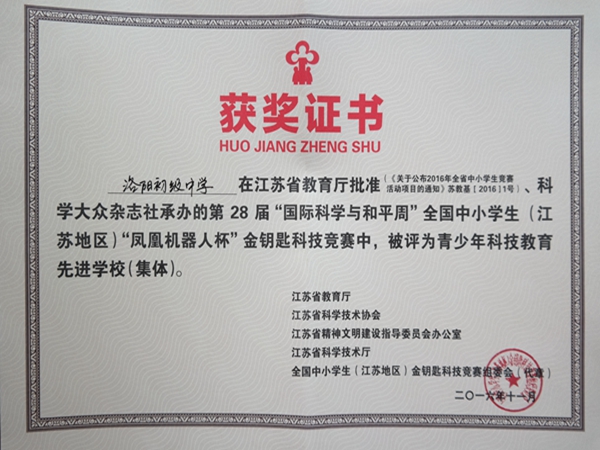 获奖证书
HUO JIANG ZHENG SHU
洛阳初级中学 在江苏省教育厅批准(《关于公布2016年全省中小学生竞赛活动项目的通知》苏教基[2016]1号)、科
学大众杂志社承办的第 28 届“国际科学与和平周”全国中小学生（江
苏地区）“凤凰机器人杯”金钥匙科技竞赛中，被评为青少年科技教育
先进学校(集体)。
江苏省教育厅
江苏省科学技术协会
江苏省精神文明建设指导委员会办公室
江苏省科学技术厅
全国中小学生（江苏地区）金钥匙科技竞赛组委会（代章）
二〇一六年十一月